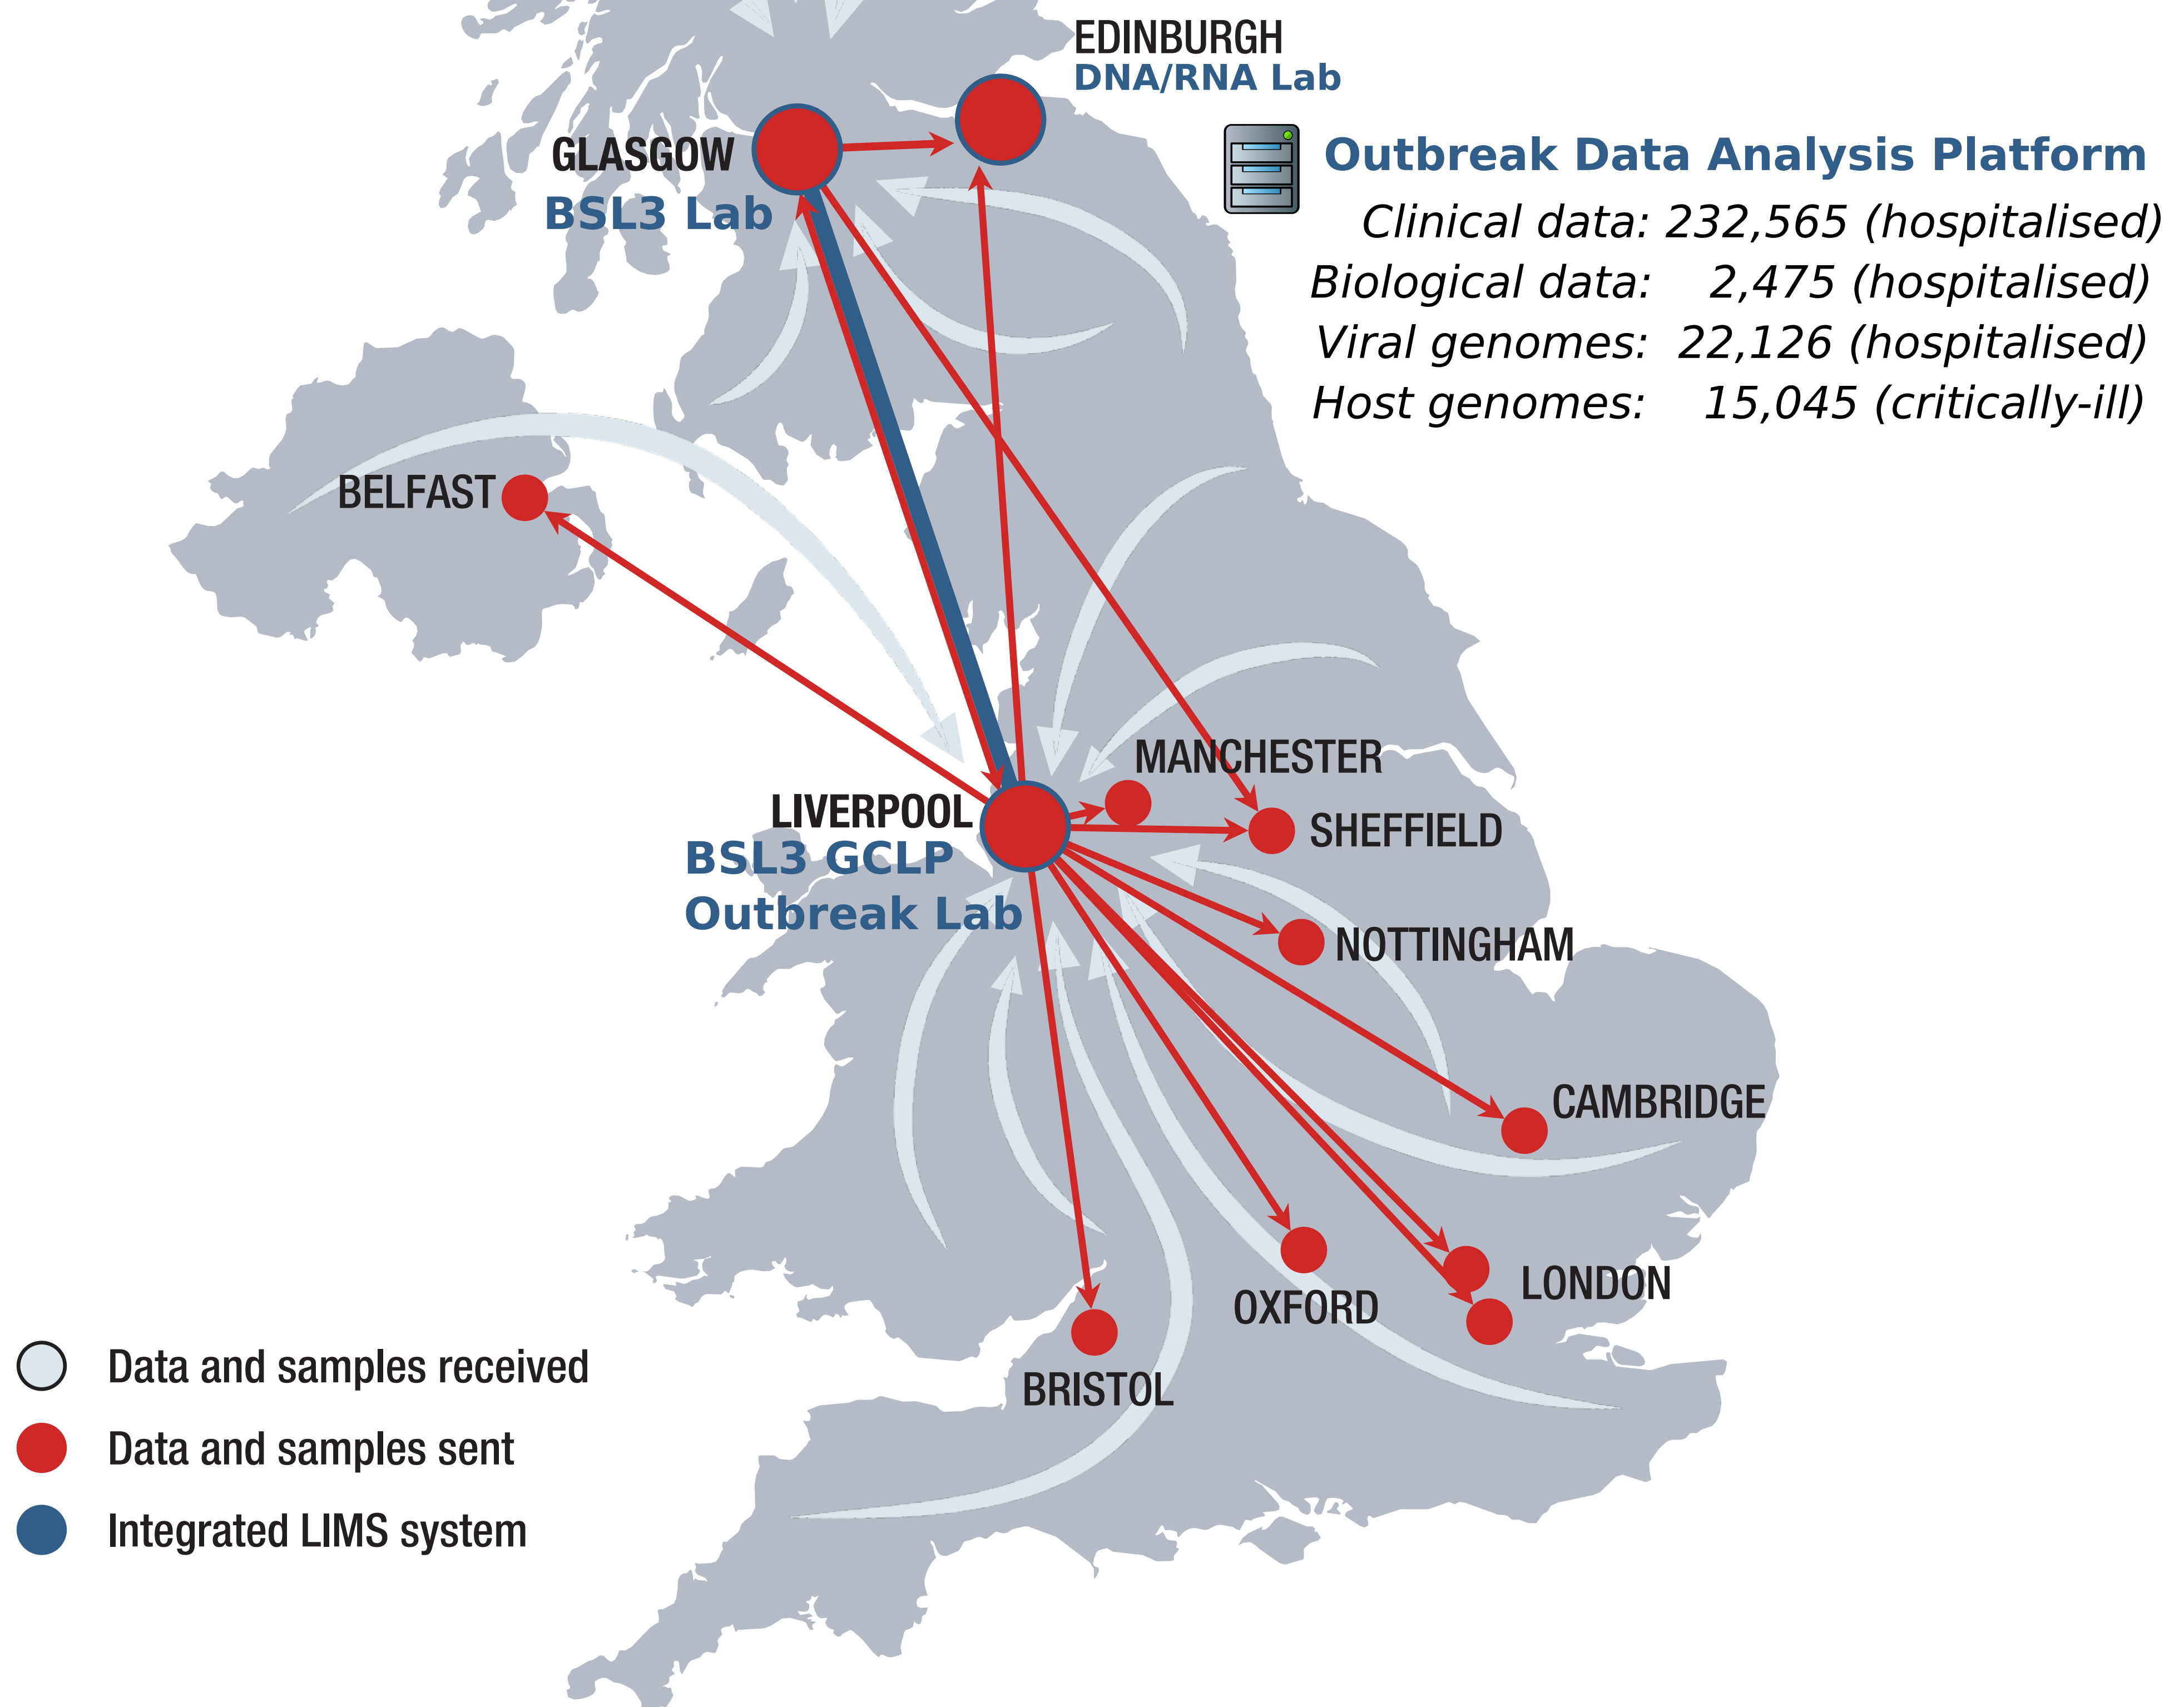 EDINBURGH
DNA/RNA Lab
GLASGOW
BSL3 Lab
Outbreak Data Analysis Platform
Clinical data: 232,565 (hospitalised)
Biological data: 2,475 (hospitalised)
Viral genomes: 22,126 (hospitalised)
Host genomes: 15,045 (critically-ill)
BELFAST
MANCHESTER
LIVERPOOL
BSL3 GCLP
Outbreak Lab
SHEFFIELD
NOTTINGHAM
CAMBRIDGE
LONDON
OXFORD
BRISTOL
Data and samples received
Data and samples sent
Integrated LIMS system